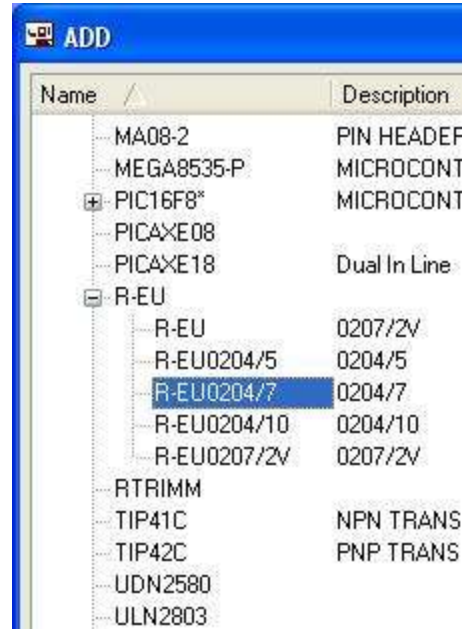 ADD
Name Description
MA08-2 PIN HEADER
MEGA8535-P MICROCONT
PIC16F8* MICROCONT
PICAXE08
PICAXE18 Dual In Line
R-EU
R-EU 0207/2V
R-EU0204/5 0204/5
R-EU0204/7 0204/7
R-EU0204/10 0204/10
R-EU0207/2V 0207/2V
RTRIMM
TIP41C NPN TRANS
TIP42C PNP TRANS
UDN2580
ULN2803